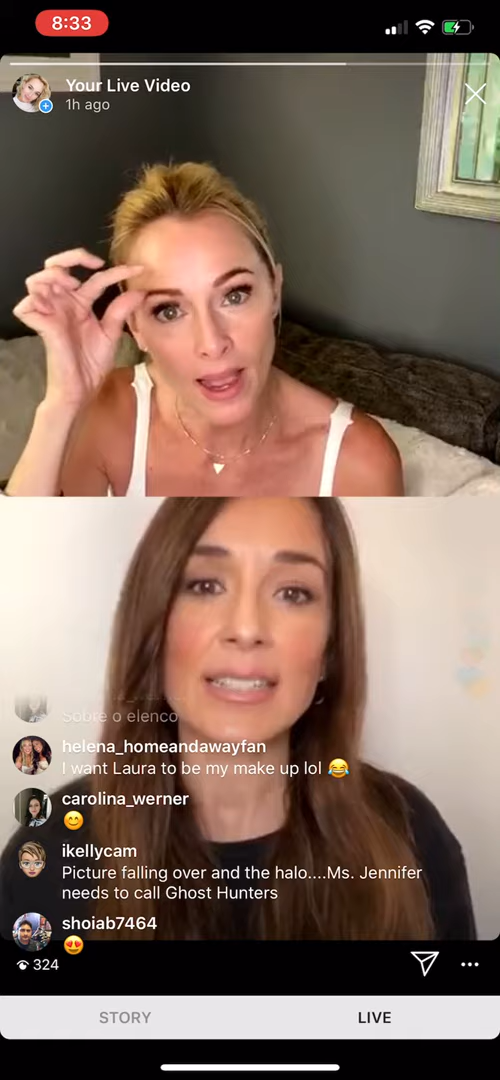 8:33
Your Live Video
1h ago
Sobre o elenco
helena_homeandawayfan
I want Laura to be my make up lol 😂
carolina_werner
😊
ikellycam
Picture falling over and the halo....Ms. Jennifer
needs to call Ghost Hunters
shoiab7464
😍
324
STORY
LIVE